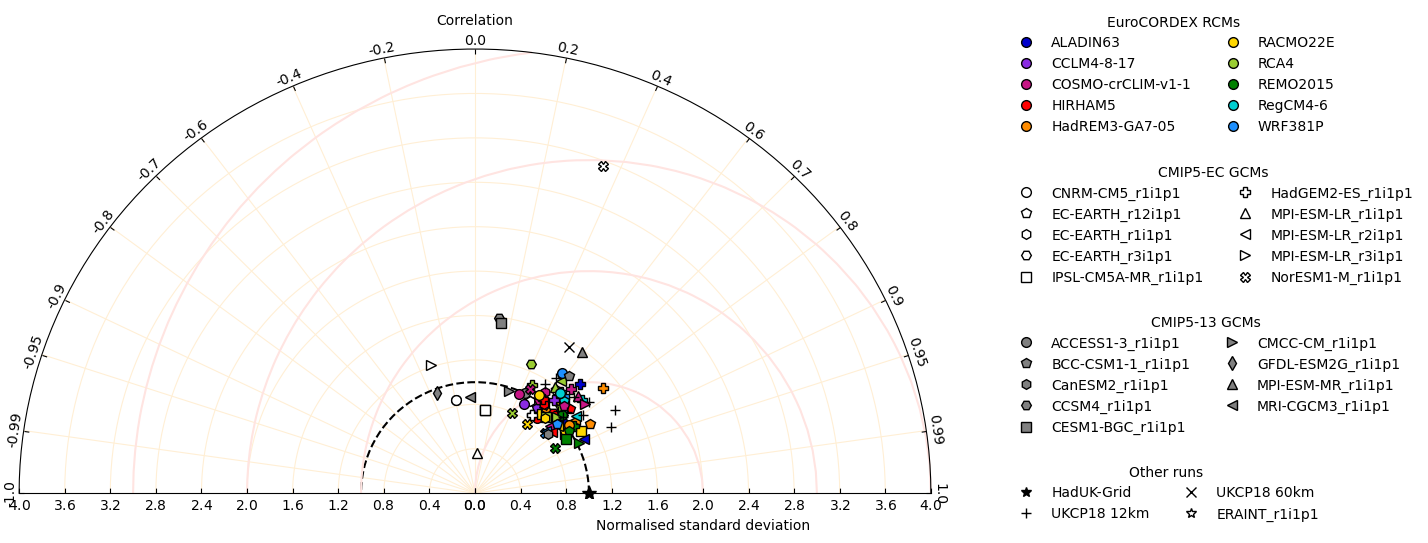 Correlation
0.0
-0.2
0.2
-0.4
0.4
-0.6
0.6
-0.7
0.7
-0.8
0.8
-0.9
0.9
-0.95
0.95
-0.99
0.99
-1.0
1.0
4.0 3.6 3.2 2.8 2.4 2.0 1.6 1.2 0.8 0.4 0.0 0.0 0.4 0.8 1.2 1.6 2.0 2.4 2.8 3.2 3.6 4.0
Normalised standard deviation
EuroCORDEX RCMs
ALADIN63
CCLM4-8-17
COSMO-crCLIM-v1-1
HIRHAM5
HadREM3-GA7-05
RACMO22E
RCA4
REMO2015
RegCM4-6
WRF381P
CMIP5-EC GCMs
CNRM-CM5_r1i1p1
EC-EARTH_r12i1p1
EC-EARTH_r1i1p1
EC-EARTH_r3i1p1
IPSL-CM5A-MR_r1i1p1
HadGEM2-ES_r1i1p1
MPI-ESM-LR_r1i1p1
MPI-ESM-LR_r2i1p1
MPI-ESM-LR_r3i1p1
NorESM1-M_r1i1p1
CMIP5-13 GCMs
ACCESS1-3_r1i1p1
BCC-CSM1-1_r1i1p1
CanESM2_r1i1p1
CCSM4_r1i1p1
CESM1-BGC_r1i1p1
CMCC-CM_r1i1p1
GFDL-ESM2G_r1i1p1
MPI-ESM-MR_r1i1p1
MRI-CGCM3_r1i1p1
Other runs
HadUK-Grid
UKCP18 12km
UKCP18 60km
ERAINT_r1i1p1